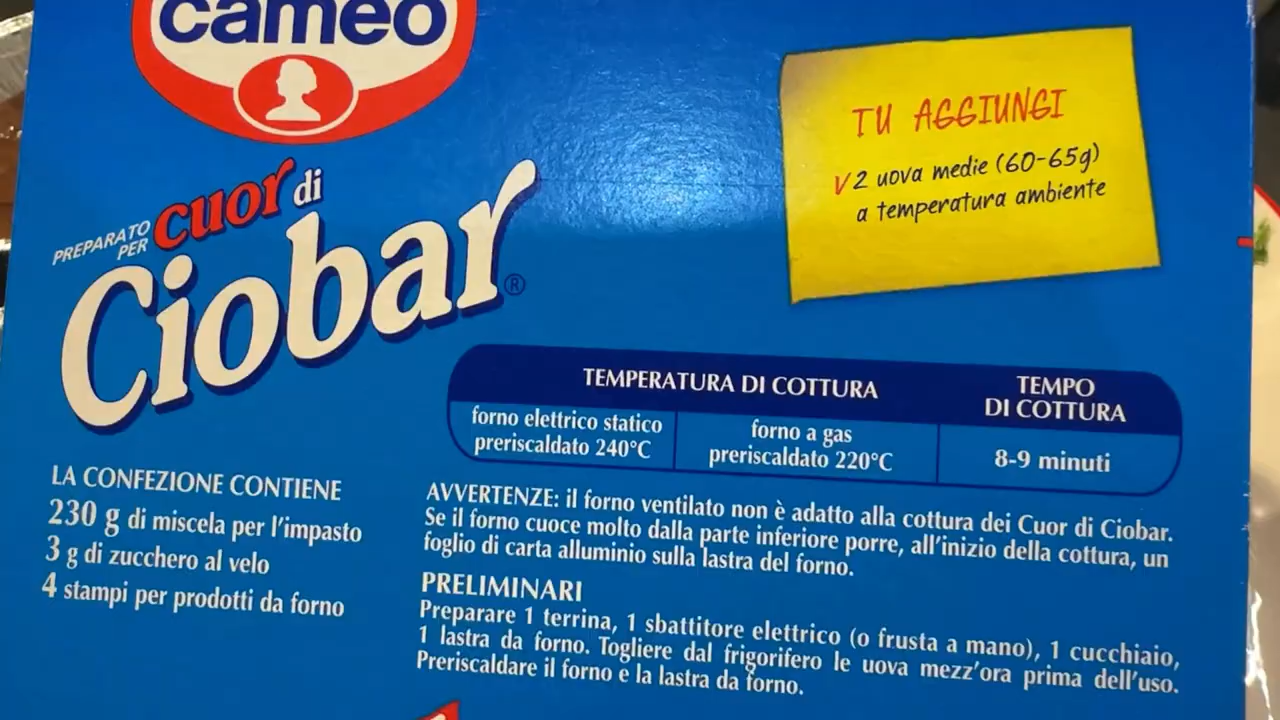 cameo
PREPARATO
PER
cuor di
Ciobar®
TU AGGIUNGI
√2 uova medie (60-65g)
a temperatura ambiente
TEMPERATURA DI COTTURA
TEMPO
DI COTTURA
forno elettrico statico
preriscaldato 240°C
forno a gas
preriscaldato 220°C
8-9 minuti
LA CONFEZIONE CONTIENE
230 g di miscela per l'impasto
3 g di zucchero al velo
4 stampi per prodotti da forno
AVVERTENZE: il forno ventilato non è adatto alla cottura dei Cuor di Ciobar.
Se il forno cuoce molto dalla parte inferiore porre, all'inizio della cottura, un
foglio di carta alluminio sulla lastra del forno.
PRELIMINARI
Preparare 1 terrina, 1 sbattitore elettrico (o frusta a mano), 1 cucchiaio,
1 lastra da forno. Togliere dal frigorifero le uova mezz'ora prima dell'uso.
Preriscaldare il forno e la lastra da forno.